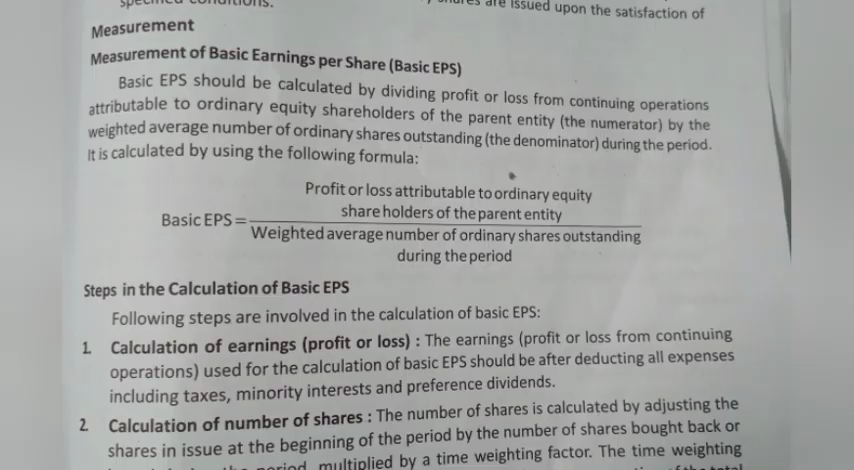 specified conditions.
shares are issued upon the satisfaction of
Measurement
Measurement of Basic Earnings per Share (Basic EPS)
Basic EPS should be calculated by dividing profit or loss from continuing operations
attributable to ordinary equity shareholders of the parent entity (the numerator) by the
weighted average number of ordinary shares outstanding (the denominator) during the period.
It is calculated by using the following formula:
Profit or loss attributable to ordinary equity
share holders of the parent entity
Basic EPS =
Weighted average number of ordinary shares outstanding
during the period
Steps in the Calculation of Basic EPS
Following steps are involved in the calculation of basic EPS:
1. Calculation of earnings (profit or loss) : The earnings (profit or loss from continuing
operations) used for the calculation of basic EPS should be after deducting all expenses
including taxes, minority interests and preference dividends.
2. Calculation of number of shares : The number of shares is calculated by adjusting the
shares in issue at the beginning of the period by the number of shares bought back or
period, multiplied by a time weighting factor. The time weighting